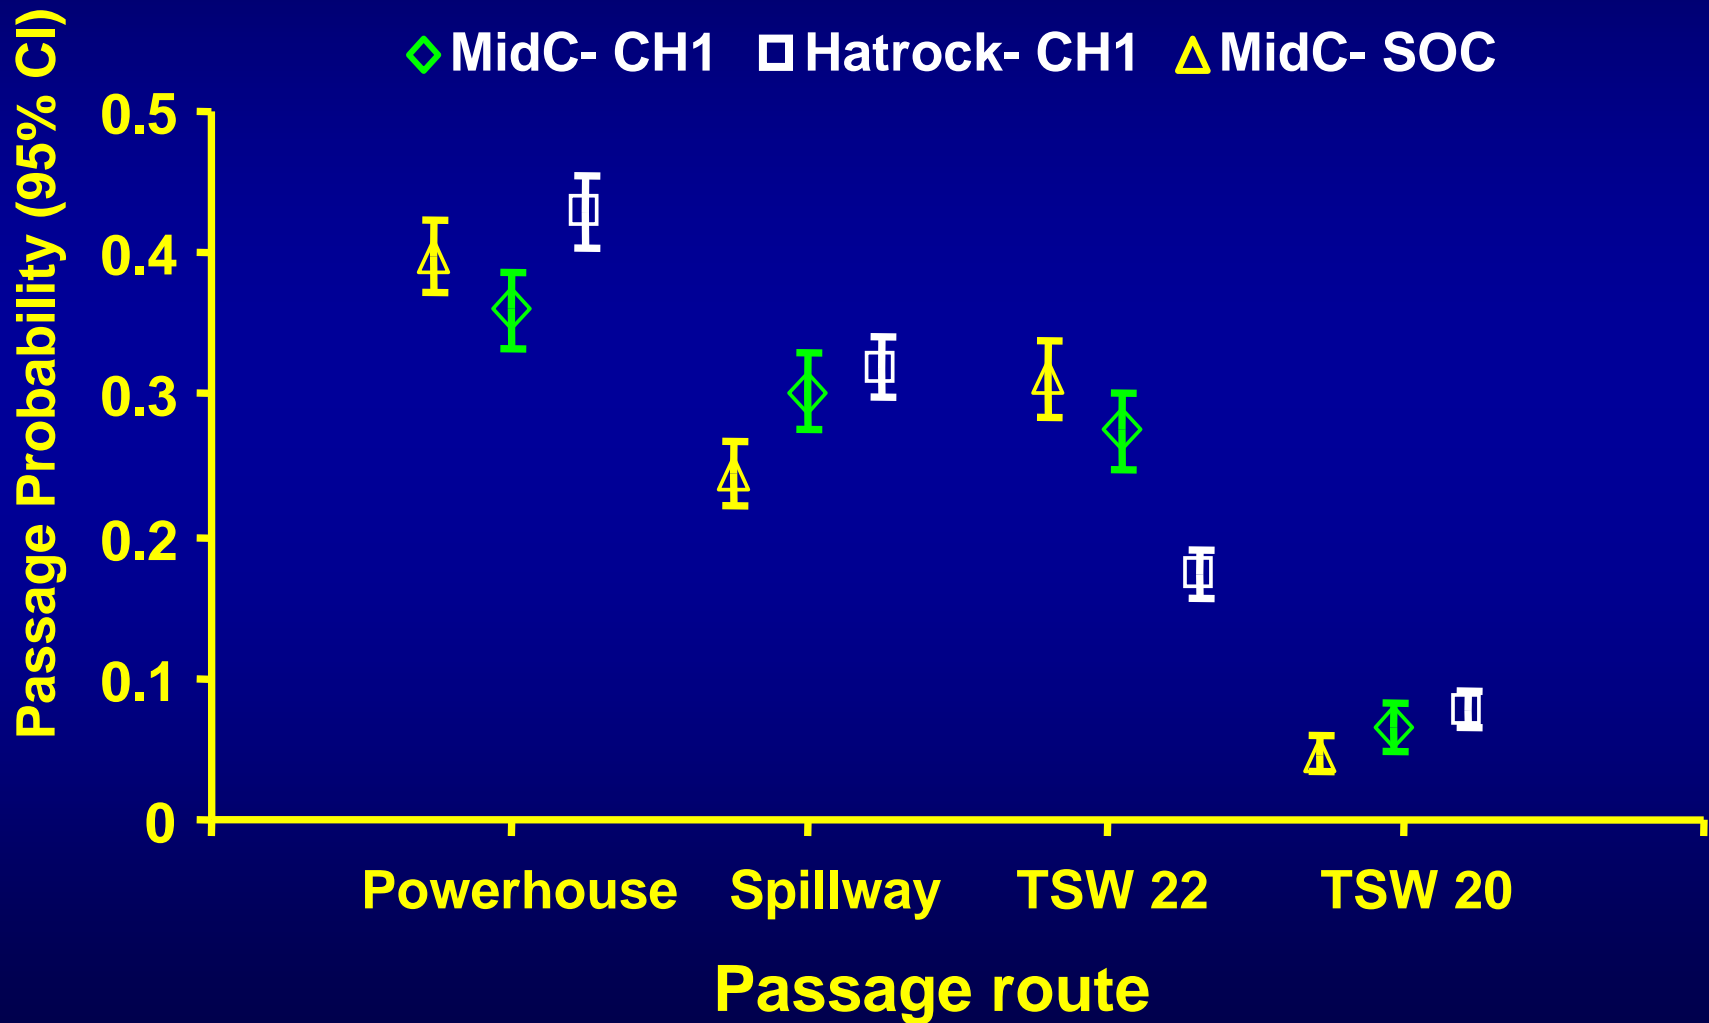 MidC- CH1 Hatrock- CH1 MidC- SOC
Passage Probability (95% CI)
0.5
0.4
0.3
0.2
0.1
0
Powerhouse Spillway TSW 22 TSW 20
Passage route